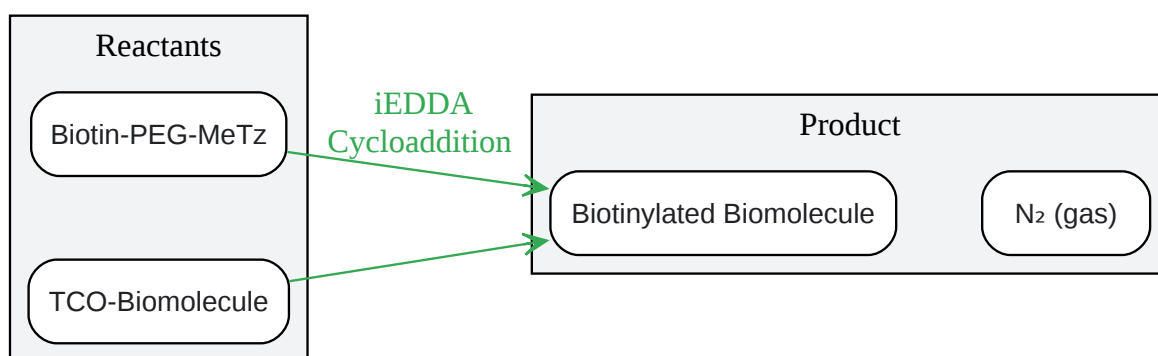 Reactants
Biotin-PEG-MeTz
TCO-Biomolecule
iEDDA
Cycloaddition
Product
Biotinylated Biomolecule
N₂ (gas)